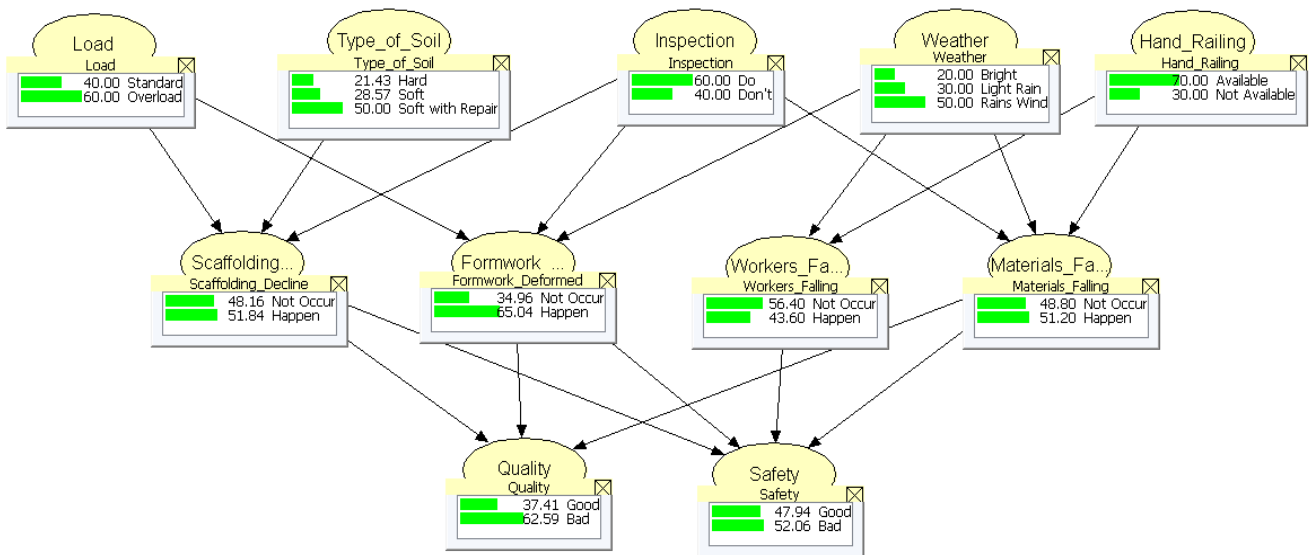 Load
Load
40.00 Standard
60.00 Overload
Type_of_Soil
Type_of_Soil
21.43 Hard
28.57 Soft
50.00 Soft with Repair
Inspection
Inspection
60.00 Do
40.00 Don't
Weather
Weather
20.00 Bright
30.00 Light Rain
50.00 Rains Wind
Hand_Railing
Hand_Railing
70.00 Available
30.00 Not Available
Scaffolding...
Scaffolding_Decline
48.16 Not Occur
51.84 Happen
Formwork_...
Formwork_Deformed
34.96 Not Occur
65.04 Happen
Workers_Fa...
Workers_Falling
56.40 Not Occur
43.60 Happen
Materials_Fa...
Materials_Falling
48.80 Not Occur
51.20 Happen
Quality
Quality
37.41 Good
62.59 Bad
Safety
Safety
47.94 Good
52.06 Bad